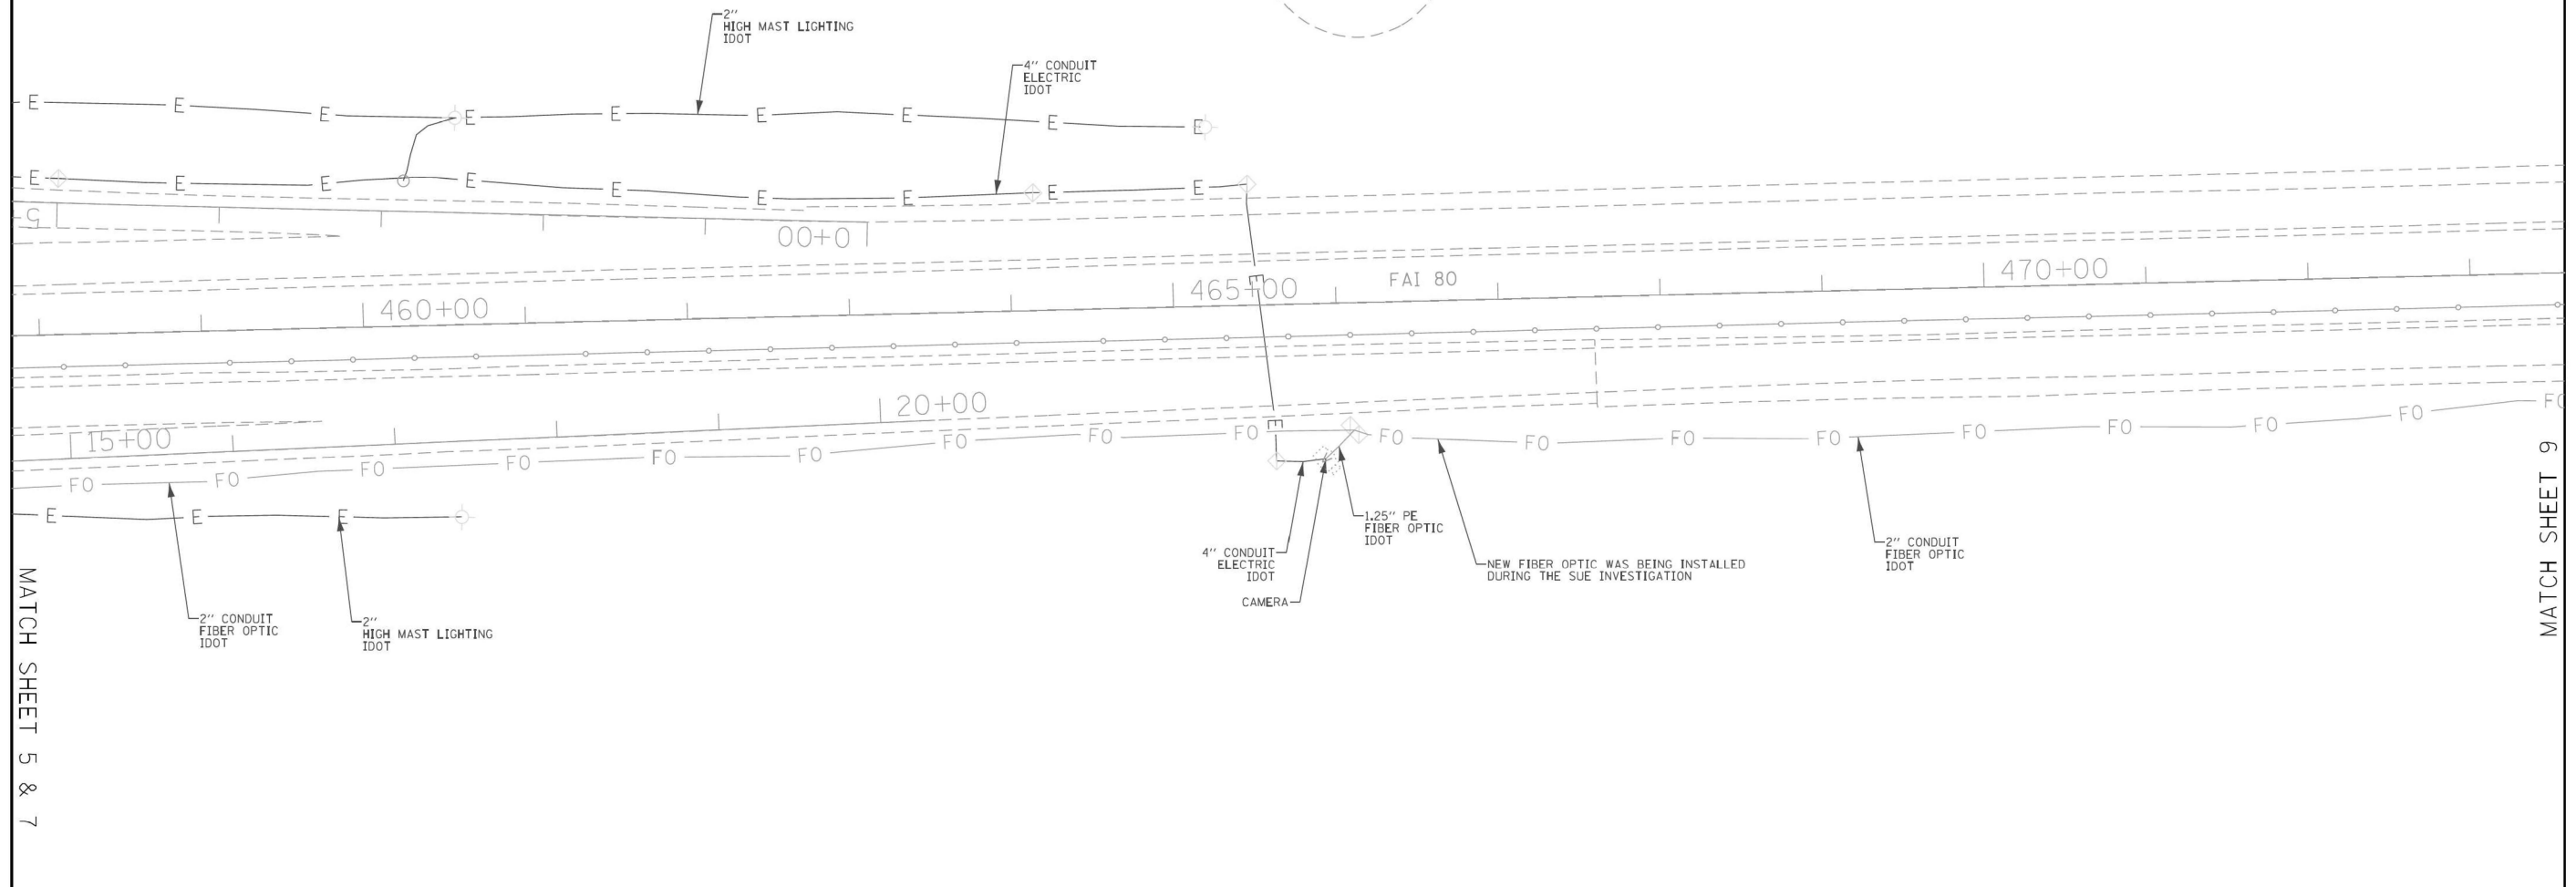 2''
HIGH MAST LIGHTING
IDOT
4'' CONDUIT
ELECTRIC
IDOT
E E E E E E E E E
E E E E E E E E E
5
0+00
E
460+00
465+00
FAI 80
470+00
15+00
20+00
E
FO FO FO FO FO FO FO FO FO FO FO FO FO FO FO FO FO FO
E E E
2'' CONDUIT
FIBER OPTIC
IDOT
2''
HIGH MAST LIGHTING
IDOT
4'' CONDUIT
ELECTRIC
IDOT
CAMERA
1.25'' PE
FIBER OPTIC
IDOT
NEW FIBER OPTIC WAS BEING INSTALLED
DURING THE SUE INVESTIGATION
2'' CONDUIT
FIBER OPTIC
IDOT
MATCH SHEET 5 & 7
MATCH SHEET 9